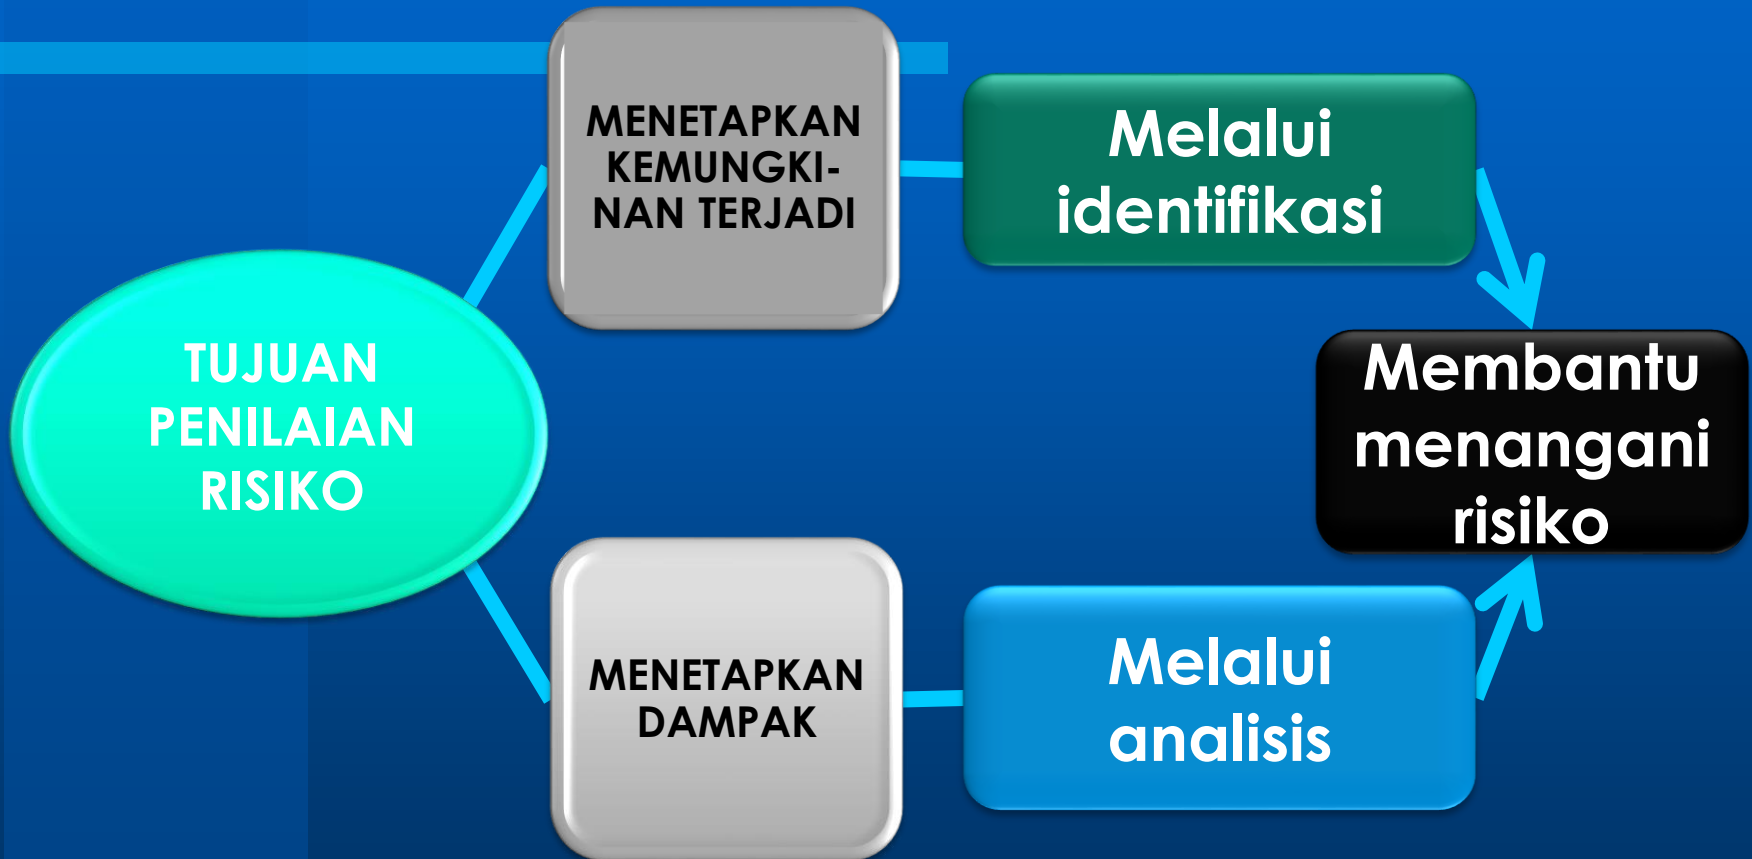 TUJUAN
PENILAIAN
RISIKO
MENETAPKAN
KEMUNGKI-
NAN TERJADI
Melalui
identifikasi
MENETAPKAN
DAMPAK
Melalui
analisis
Membantu
menangani
risiko